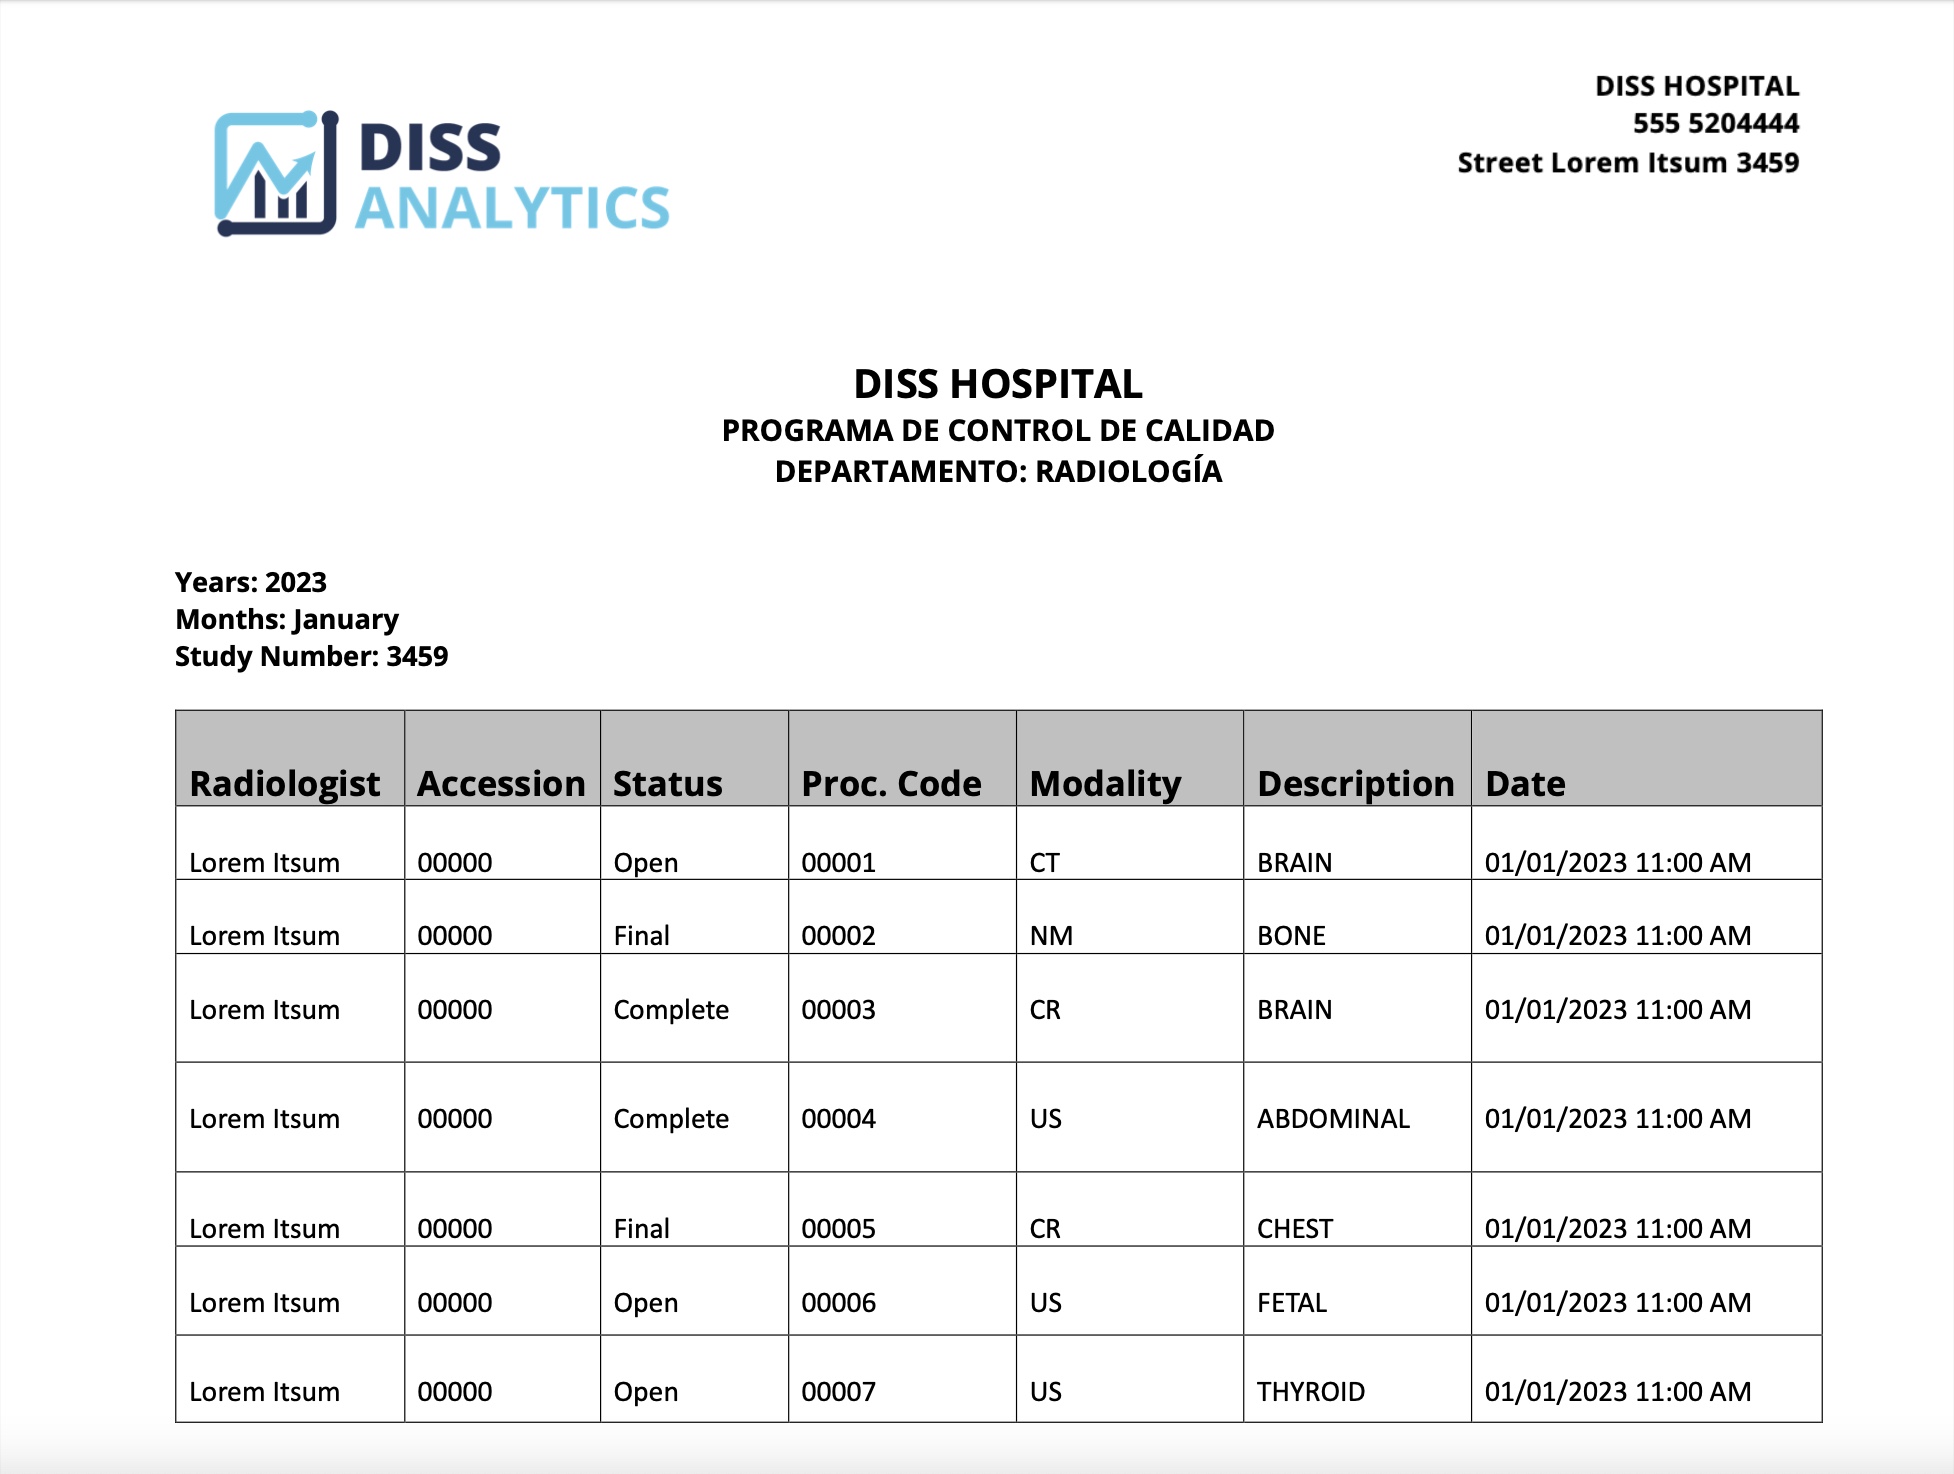 DISS HOSPITAL
555 5204444
Street Lorem Itsum 3459
DISS
ANALYTICS
DISS HOSPITAL
PROGRAMA DE CONTROL DE CALIDAD
DEPARTAMENTO: RADIOLOGÍA
Years: 2023
Months: January
Study Number: 3459
Radiologist Accession Status Proc. Code Modality Description Date
Lorem Itsum 00000 Open 00001 CT BRAIN 01/01/2023 11:00 AM
Lorem Itsum 00000 Final 00002 NM BONE 01/01/2023 11:00 AM
Lorem Itsum 00000 Complete 00003 CR BRAIN 01/01/2023 11:00 AM
Lorem Itsum 00000 Complete 00004 US ABDOMINAL 01/01/2023 11:00 AM
Lorem Itsum 00000 Final 00005 CR CHEST 01/01/2023 11:00 AM
Lorem Itsum 00000 Open 00006 US FETAL 01/01/2023 11:00 AM
Lorem Itsum 00000 Open 00007 US THYROID 01/01/2023 11:00 AM